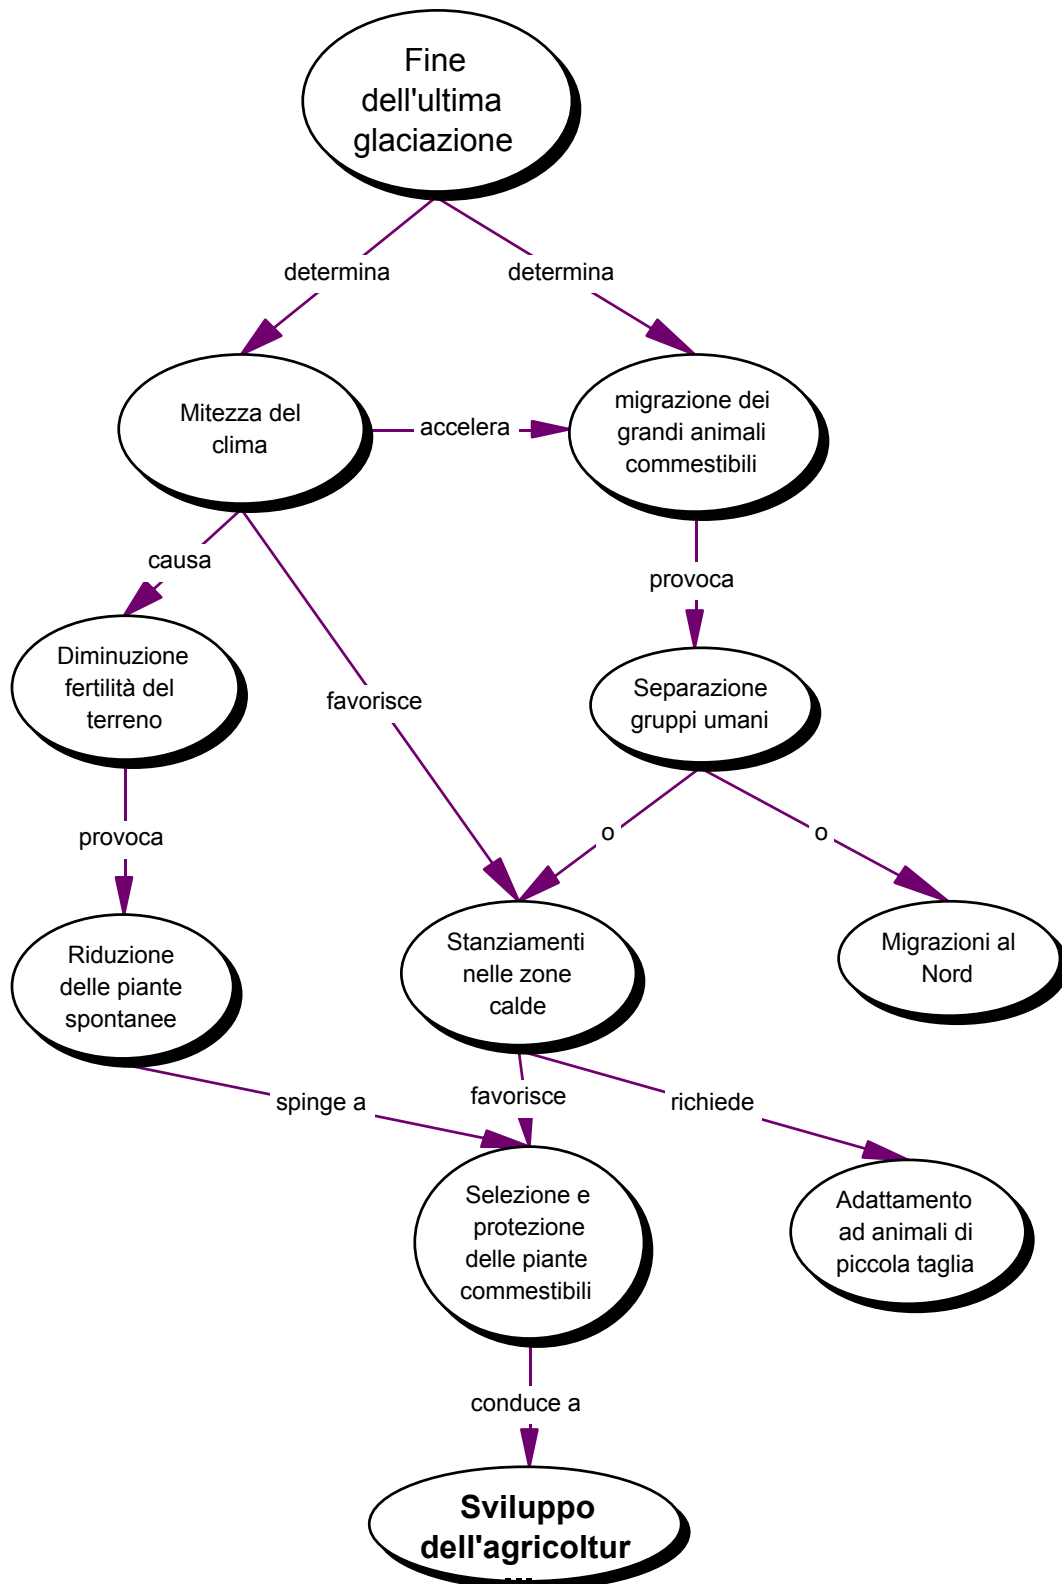 Fine
dell'ultima
glaciazione
determina
determina
Mitezza del
clima
accelera
migrazione dei
grandi animali
commestibili
causa
provoca
Diminuzione
fertilità del
terreno
favorisce
Separazione
gruppi umani
provoca
o
o
Riduzione
delle piante
spontanee
Stanziamenti
nelle zone
calde
Migrazioni al
Nord
spinge a
favorisce
richiede
Selezione e
protezione
delle piante
commestibili
Adattamento
ad animali di
piccola taglia
conduce a
Sviluppo
dell'agricoltur
...